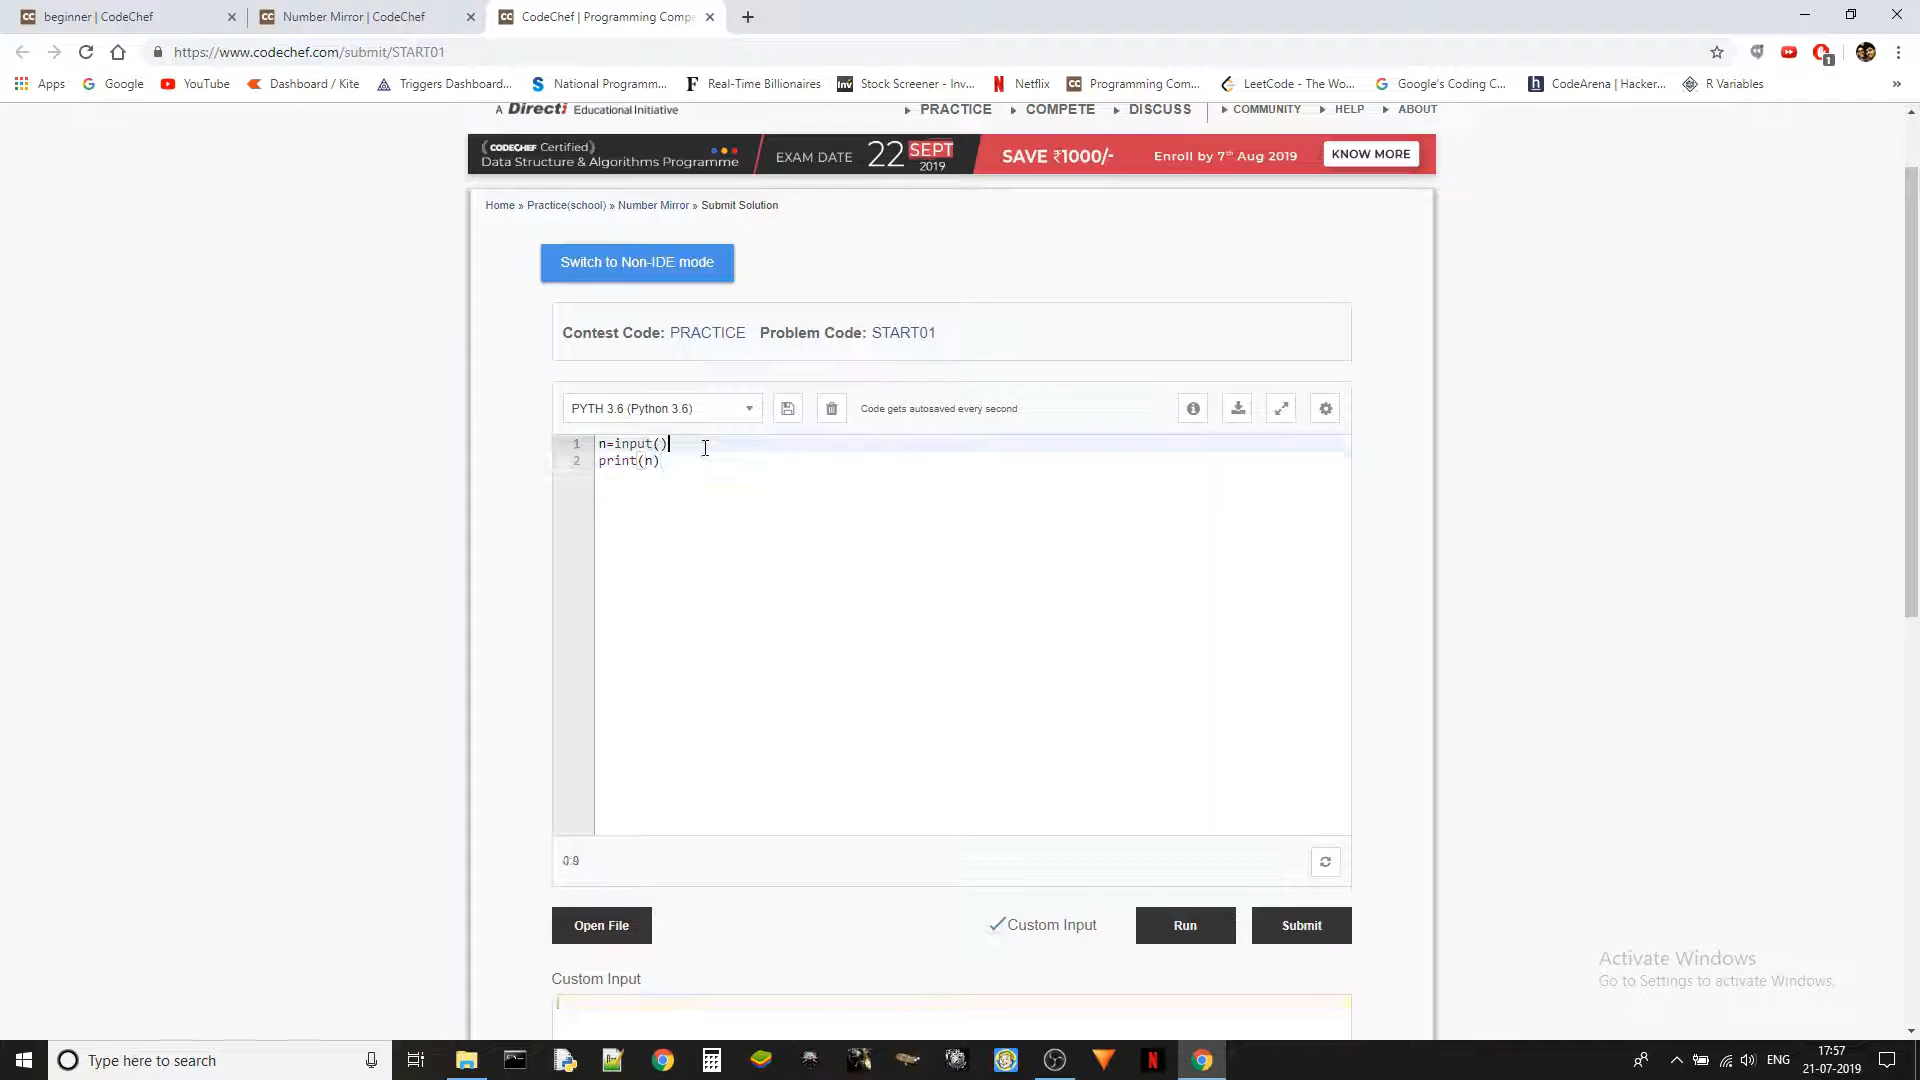 beginner | CodeChef
Number Mirror | CodeChef
CodeChef | Programming Compe
https://www.codechef.com/submit/START01
1
Apps
Google
YouTube
Dashboard / Kite
Triggers Dashboard...
National Programm...
Real-Time Billionaires
Stock Screener - Inv...
Netflix
Programming Com...
LeetCode - The Wo...
Google's Coding C...
CodeArena | Hacker...
R Variables
»
A Directi Educational Initiative
PRACTICE
COMPETE
DISCUSS
COMMUNITY
HELP
ABOUT
CODECHEF Certified
Data Structure & Algorithms Programme
EXAM DATE 22 SEPT 2019
SAVE ₹1000/-
Enroll by 7th Aug 2019
KNOW MORE
Home » Practice(school) » Number Mirror » Submit Solution
Switch to Non-IDE mode
Contest Code: PRACTICE Problem Code: START01
PYTH 3.6 (Python 3.6)
Code gets autosaved every second
1 n=input()
2 print(n)
Open File
Custom Input
Run
Submit
Custom Input
Activate Windows
Go to Settings to activate Windows.
Type here to search
ENG
17:57
21-07-2019